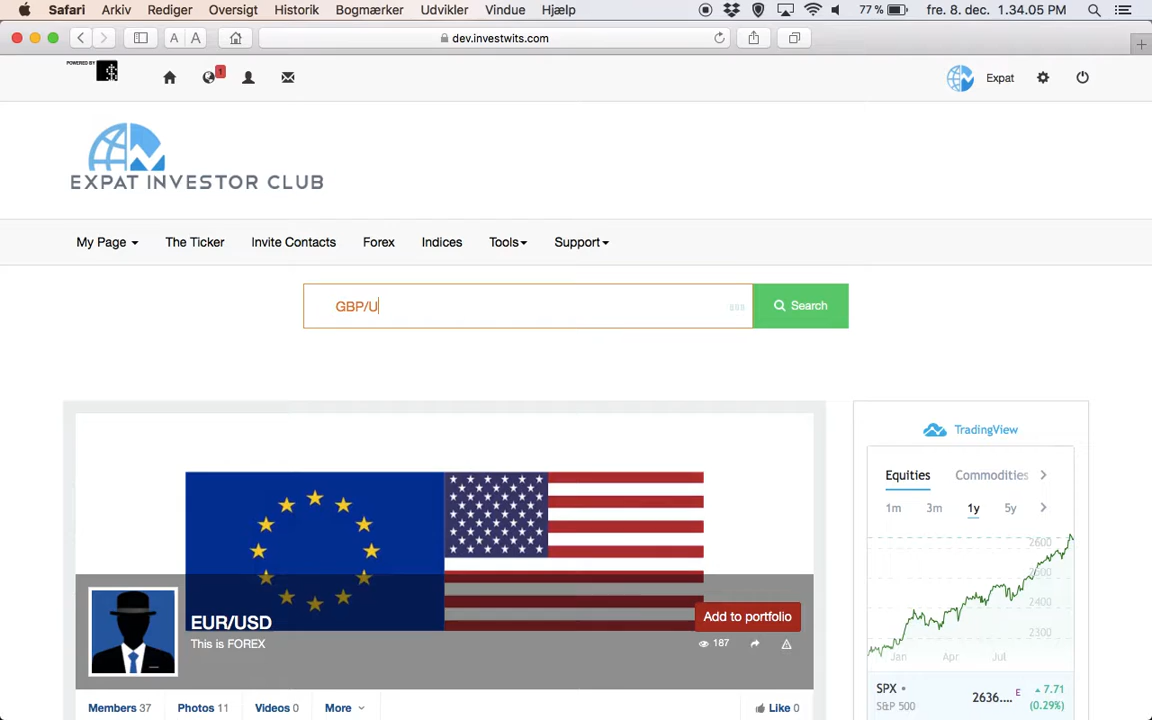 Safari Arkiv Rediger Oversigt Historik Bogmærker Udvikler Vindue Hjælp 77 % fre. 8. dec. 1.34.05 PM
A A dev.investwits.com
POWERED BY
1 Expat
EXPAT INVESTOR CLUB
My Page The Ticker Invite Contacts Forex Indices Tools Support
GBP/U Search
TradingView
Equities Commodities
1m 3m 1y 5y
2600
2500
2400
2300
Jan Apr Jul
EUR/USD
This is FOREX
Add to portfolio
187
SPX
S&P 500
2636.... E
7.71
(0.29%)
Members 37 Photos 11 Videos 0 More Like 0